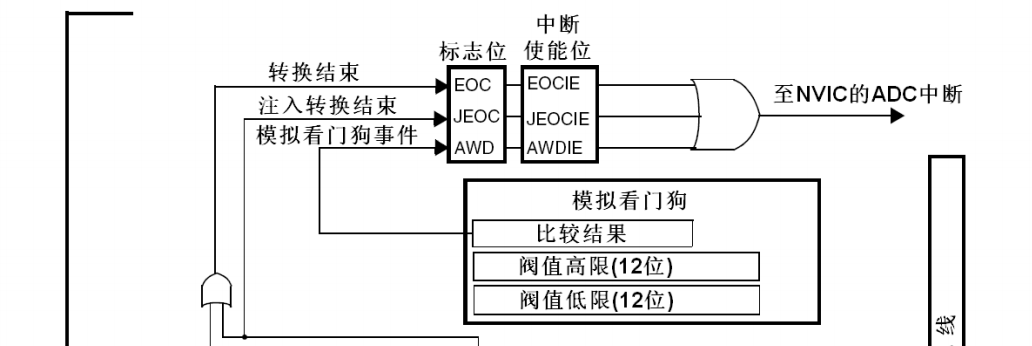 中断
标志位 使能位
转换结束
EOC EOCIE
至NVIC的ADC中断
注入转换结束
JEOC JEOCIE
模拟看门狗事件
AWD AWDIE
模拟看门狗
比较结果
阀值高限(12位)
阀值低限(12位)
线